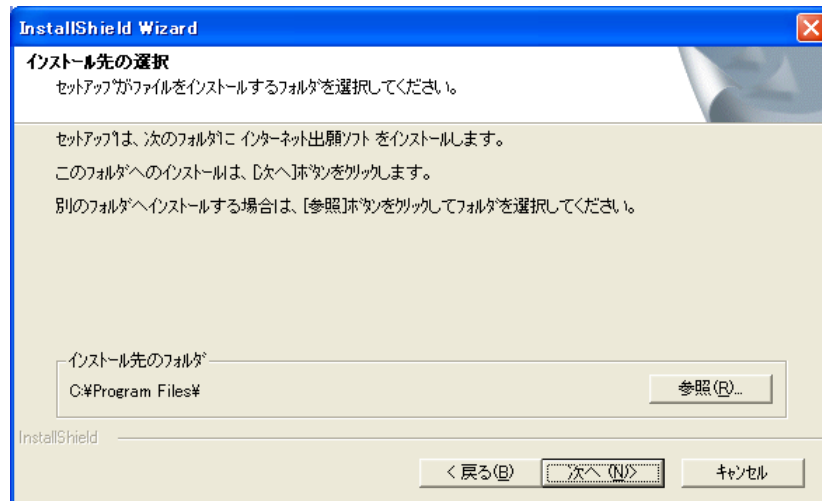 InstallShield Wizard
インストール先の選択
セットアップがファイルをインストールするフォルダを選択してください。
セットアップは、次のフォルダに インターネット出願ソフト をインストールします。
このフォルダへのインストールは、[次へ]ボタンをクリックします。
別のフォルダへインストールする場合は、[参照]ボタンをクリックしてフォルダを選択してください。
インストール先のフォルダ
C:¥Program Files¥
参照(R)...
InstallShield
< 戻る(B)
次へ (N)>
キャンセル